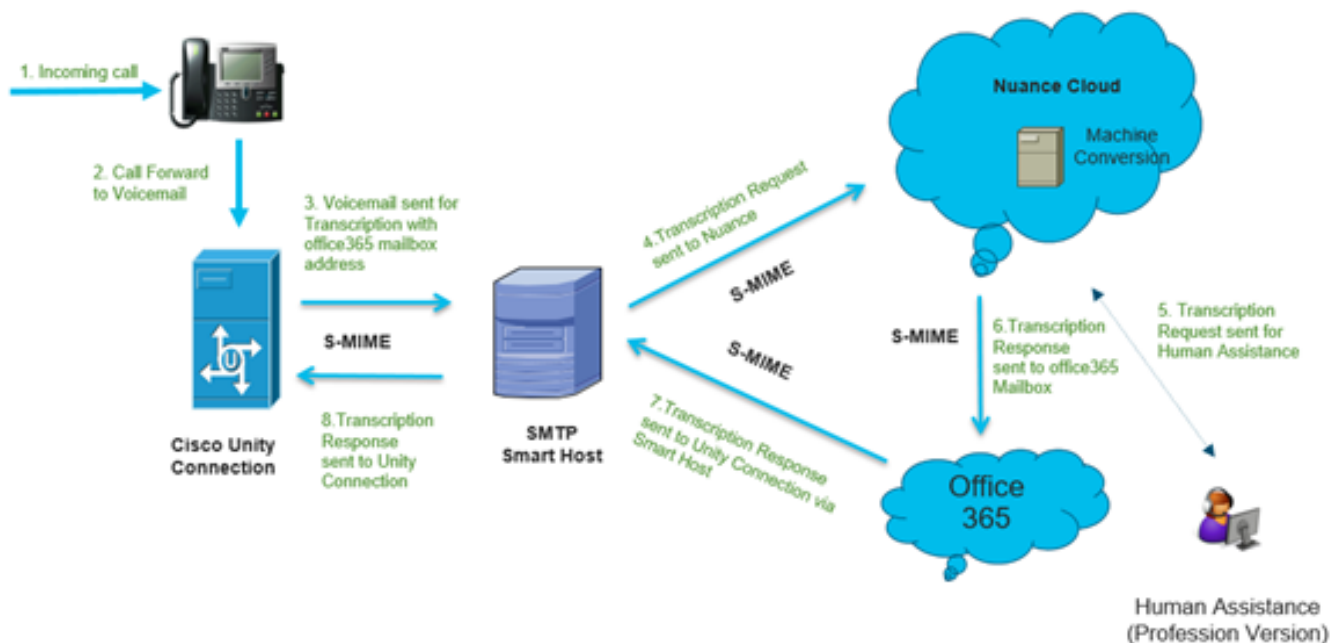 1. Incoming call
2. Call Forward
to Voicemail
3. Voicemail sent for
Transcription with
office365 mailbox
address
S-MIME
Cisco Unity
Connection
8.Transcription
Response
sent to Unity
Connection
SMTP
Smart Host
4.Transcription Request
sent to Nuance
S-MIME
S-MIME
7.Transcription Response
sent to Unity Connection via
Smart Host
Nuance Cloud
Machine
Conversion
S-MIME
6.Transcription
Response
sent to office365
Mailbox
5. Transcription
Request sent for
Human Assistance
Office
365
Human Assistance
(Profession Version)
U